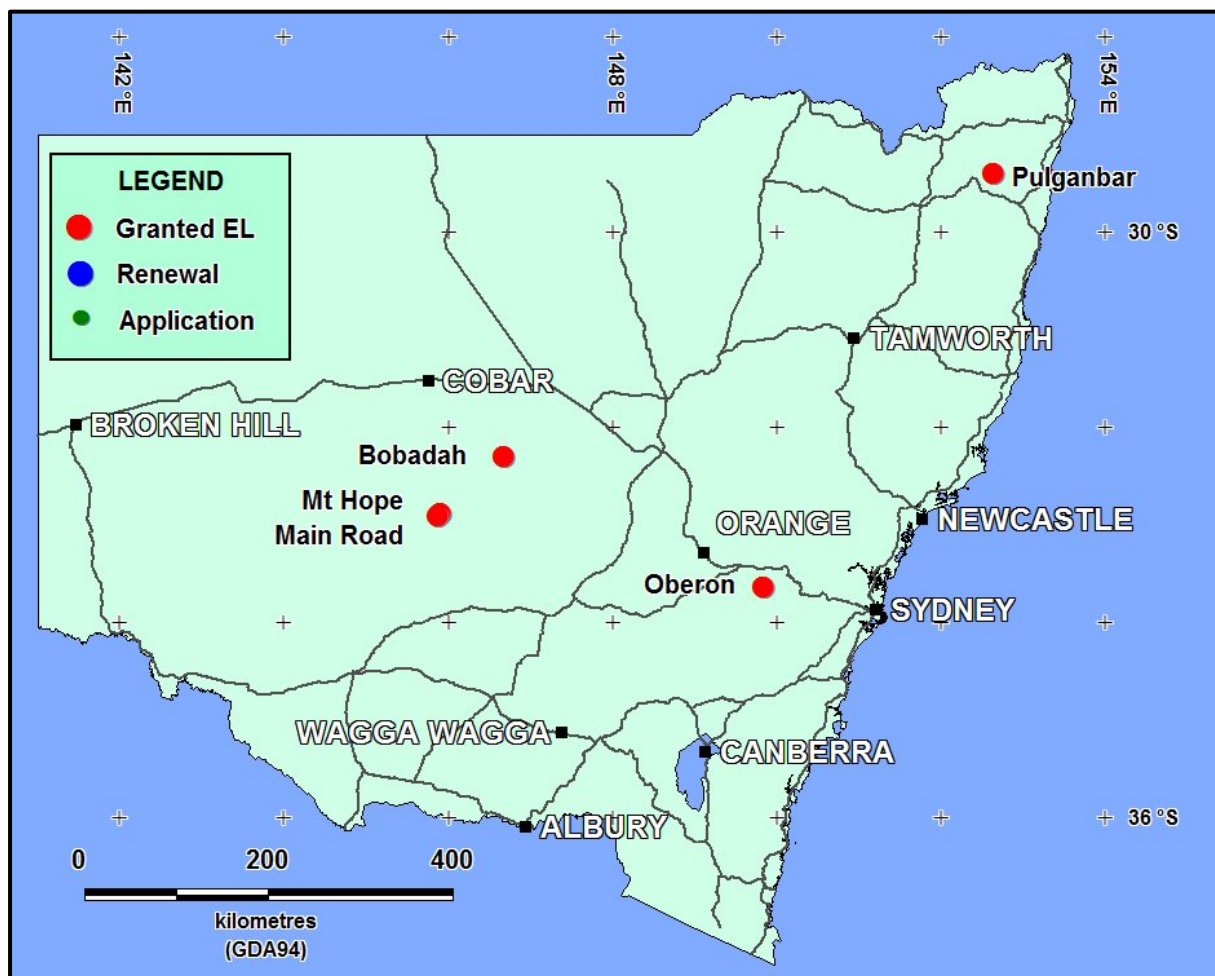 142 °E
148 °E
154 °E
LEGEND
Granted EL
Renewal
Application
Pulganbar
30 °S
TAMWORTH
COBAR
BROKEN HILL
Bobadah
Mt Hope
Main Road
ORANGE
NEWCASTLE
Oberon
SYDNEY
WAGGA WAGGA
CANBERRA
36 °S
ALBURY
0 200 400
kilometres
(GDA94)